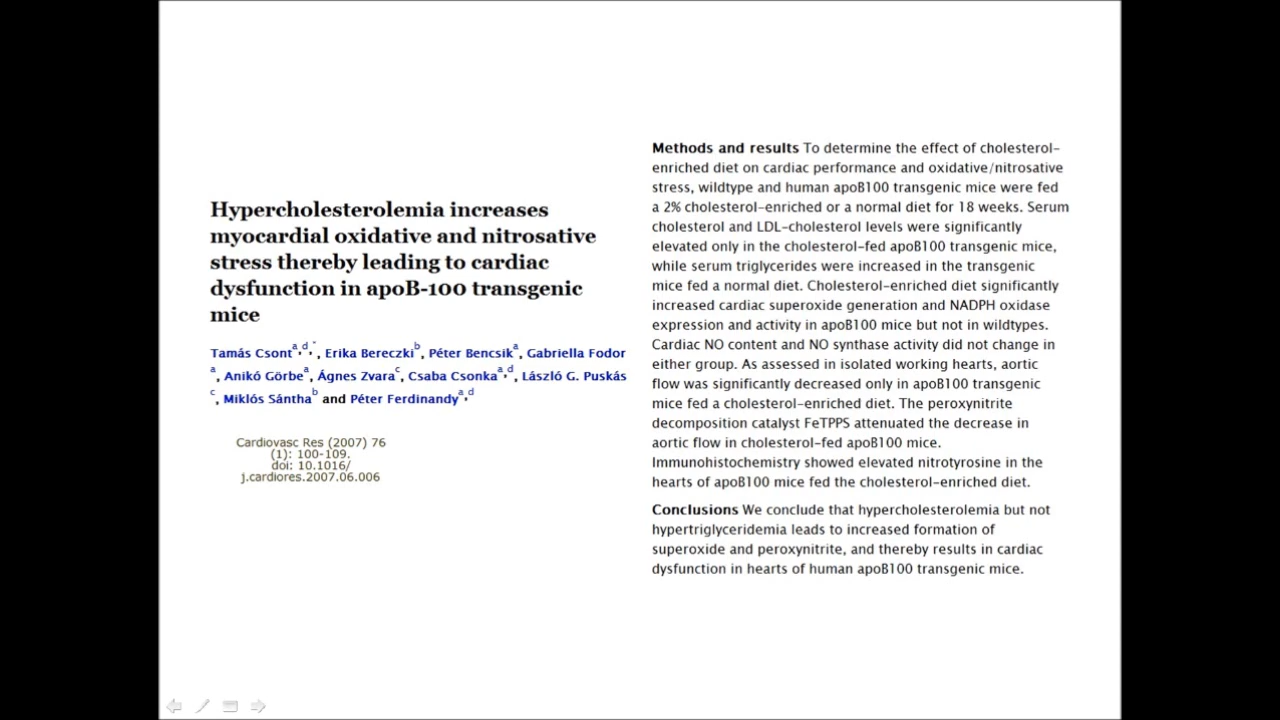 Hypercholesterolemia increases
myocardial oxidative and nitrosative
stress thereby leading to cardiac
dysfunction in apoB-100 transgenic
mice
Tamás Csont a,d,*, Erika Bereczki b, Péter Bencsik a, Gabriella Fodor
a, Anikó Görbe a, Ágnes Zvara c, Csaba Csonka a,d, László G. Puskás
c, Miklós Sántha b and Péter Ferdinandy a,d
Cardiovasc Res (2007) 76
(1): 100-109.
doi: 10.1016/
j.cardiores.2007.06.006
Methods and results To determine the effect of cholesterol-
enriched diet on cardiac performance and oxidative/nitrosative
stress, wildtype and human apoB100 transgenic mice were fed
a 2% cholesterol-enriched or a normal diet for 18 weeks. Serum
cholesterol and LDL-cholesterol levels were significantly
elevated only in the cholesterol-fed apoB100 transgenic mice,
while serum triglycerides were increased in the transgenic
mice fed a normal diet. Cholesterol-enriched diet significantly
increased cardiac superoxide generation and NADPH oxidase
expression and activity in apoB100 mice but not in wildtypes.
Cardiac NO content and NO synthase activity did not change in
either group. As assessed in isolated working hearts, aortic
flow was significantly decreased only in apoB100 transgenic
mice fed a cholesterol-enriched diet. The peroxynitrite
decomposition catalyst FeTPPS attenuated the decrease in
aortic flow in cholesterol-fed apoB100 mice.
Immunohistochemistry showed elevated nitrotyrosine in the
hearts of apoB100 mice fed the cholesterol-enriched diet.
Conclusions We conclude that hypercholesterolemia but not
hypertriglyceridemia leads to increased formation of
superoxide and peroxynitrite, and thereby results in cardiac
dysfunction in hearts of human apoB100 transgenic mice.